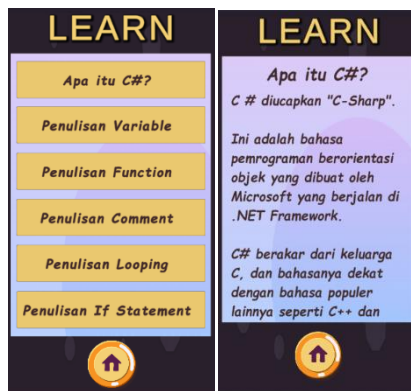 LEARN
Apa itu C#?
Penulisan Variable
Penulisan Function
Penulisan Comment
Penulisan Looping
Penulisan If Statement
LEARN
Apa itu C#?
C # diucapkan "C-Sharp".
Ini adalah bahasa
pemrograman berorientasi
objek yang dibuat oleh
Microsoft yang berjalan di
.NET Framework.
C# berakar dari keluarga
C, dan bahasanya dekat
dengan bahasa populer
lainnya seperti C++ dan